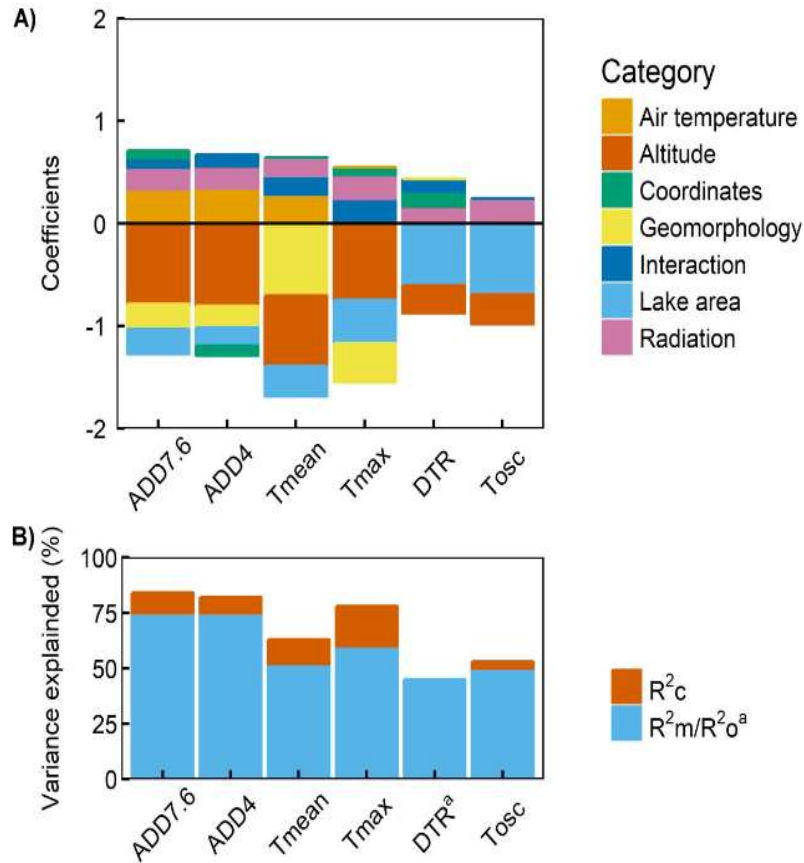 A)
2
1
0
-1
-2
Coefficients
ADD7.6
ADD4
Tmean
Tmax
DTR
Tosc
Category
Air temperature
Altitude
Coordinates
Geomorphology
Interaction
Lake area
Radiation
B)
100
75
50
25
0
Variance explainded (%)
ADD7.6
ADD4
Tmean
Tmax
DTRᵃ
Tosc
R²c
R²m/R²oᵃ